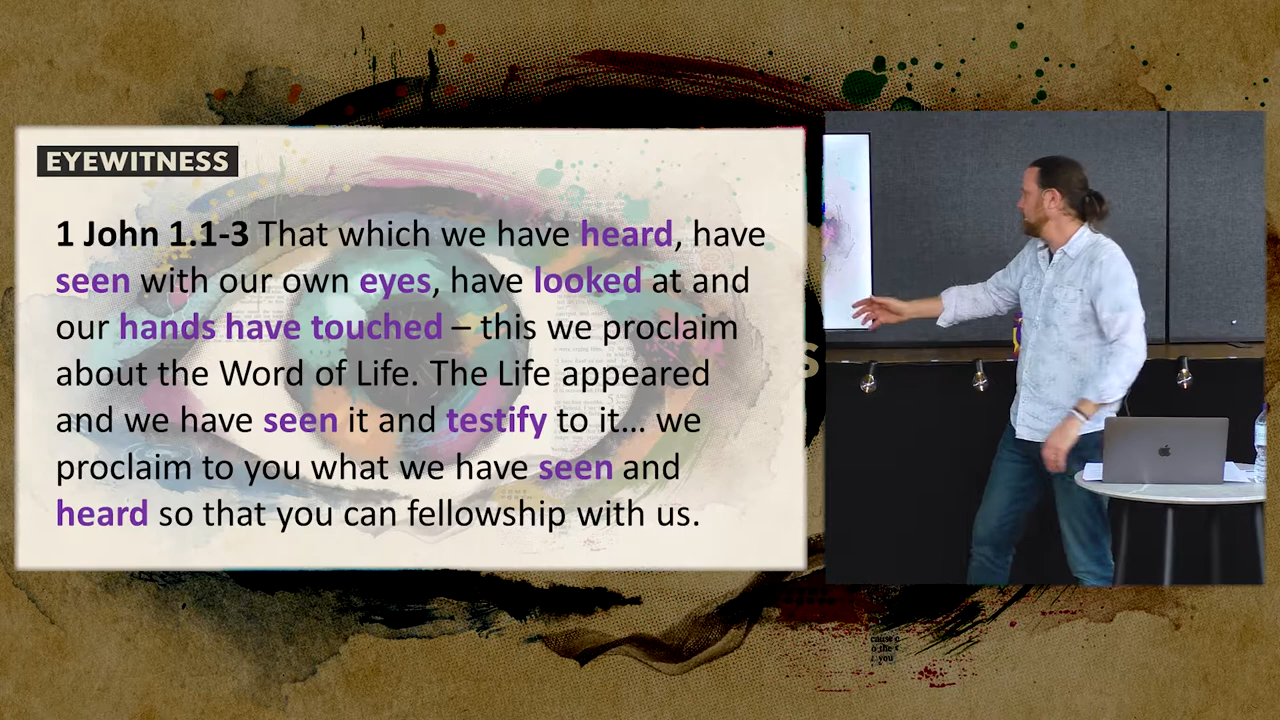 EYEWITNESS
1 John 1.1-3 That which we have heard, have
seen with our own eyes, have looked at and
our hands have touched – this we proclaim
about the Word of Life. The Life appeared
and we have seen it and testify to it... we
proclaim to you what we have seen and
heard so that you can fellowship with us.
you